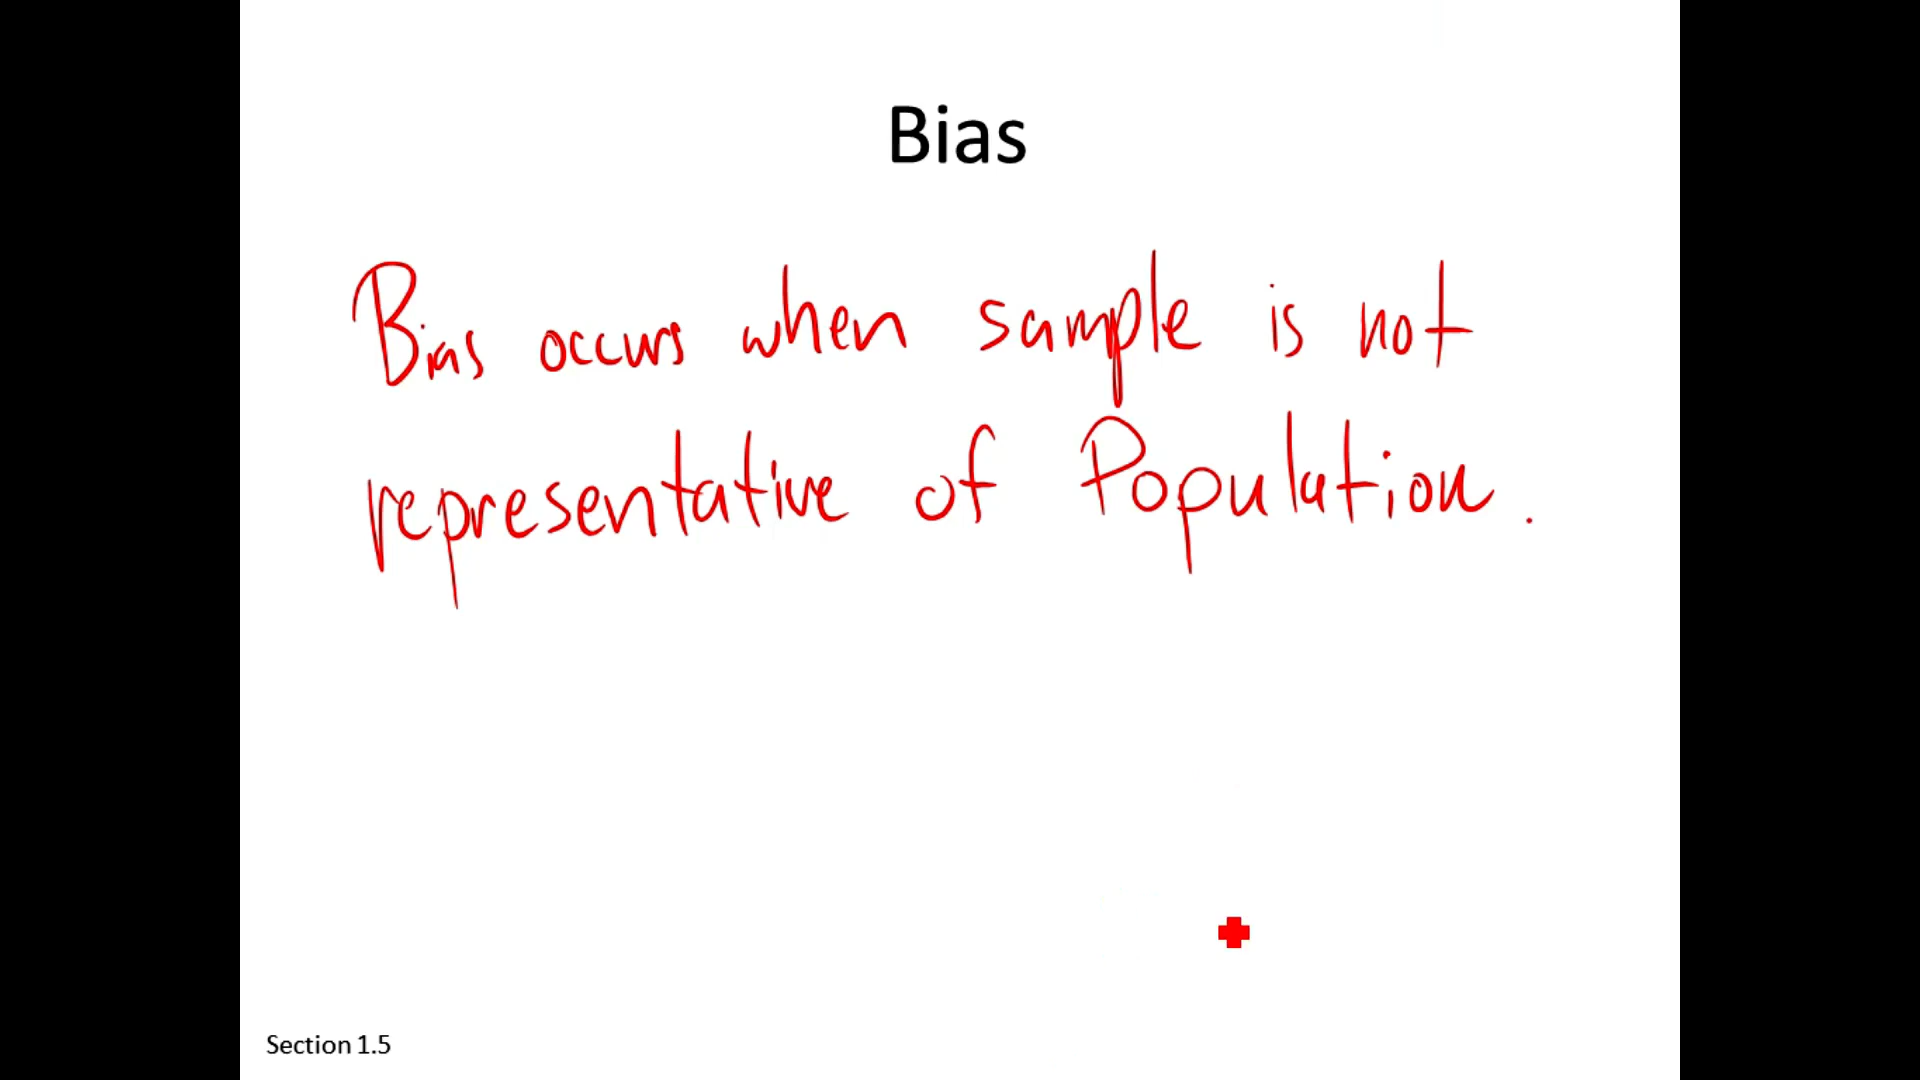 Bias
Bias occurs when sample is not
representative of Population.
Section 1.5